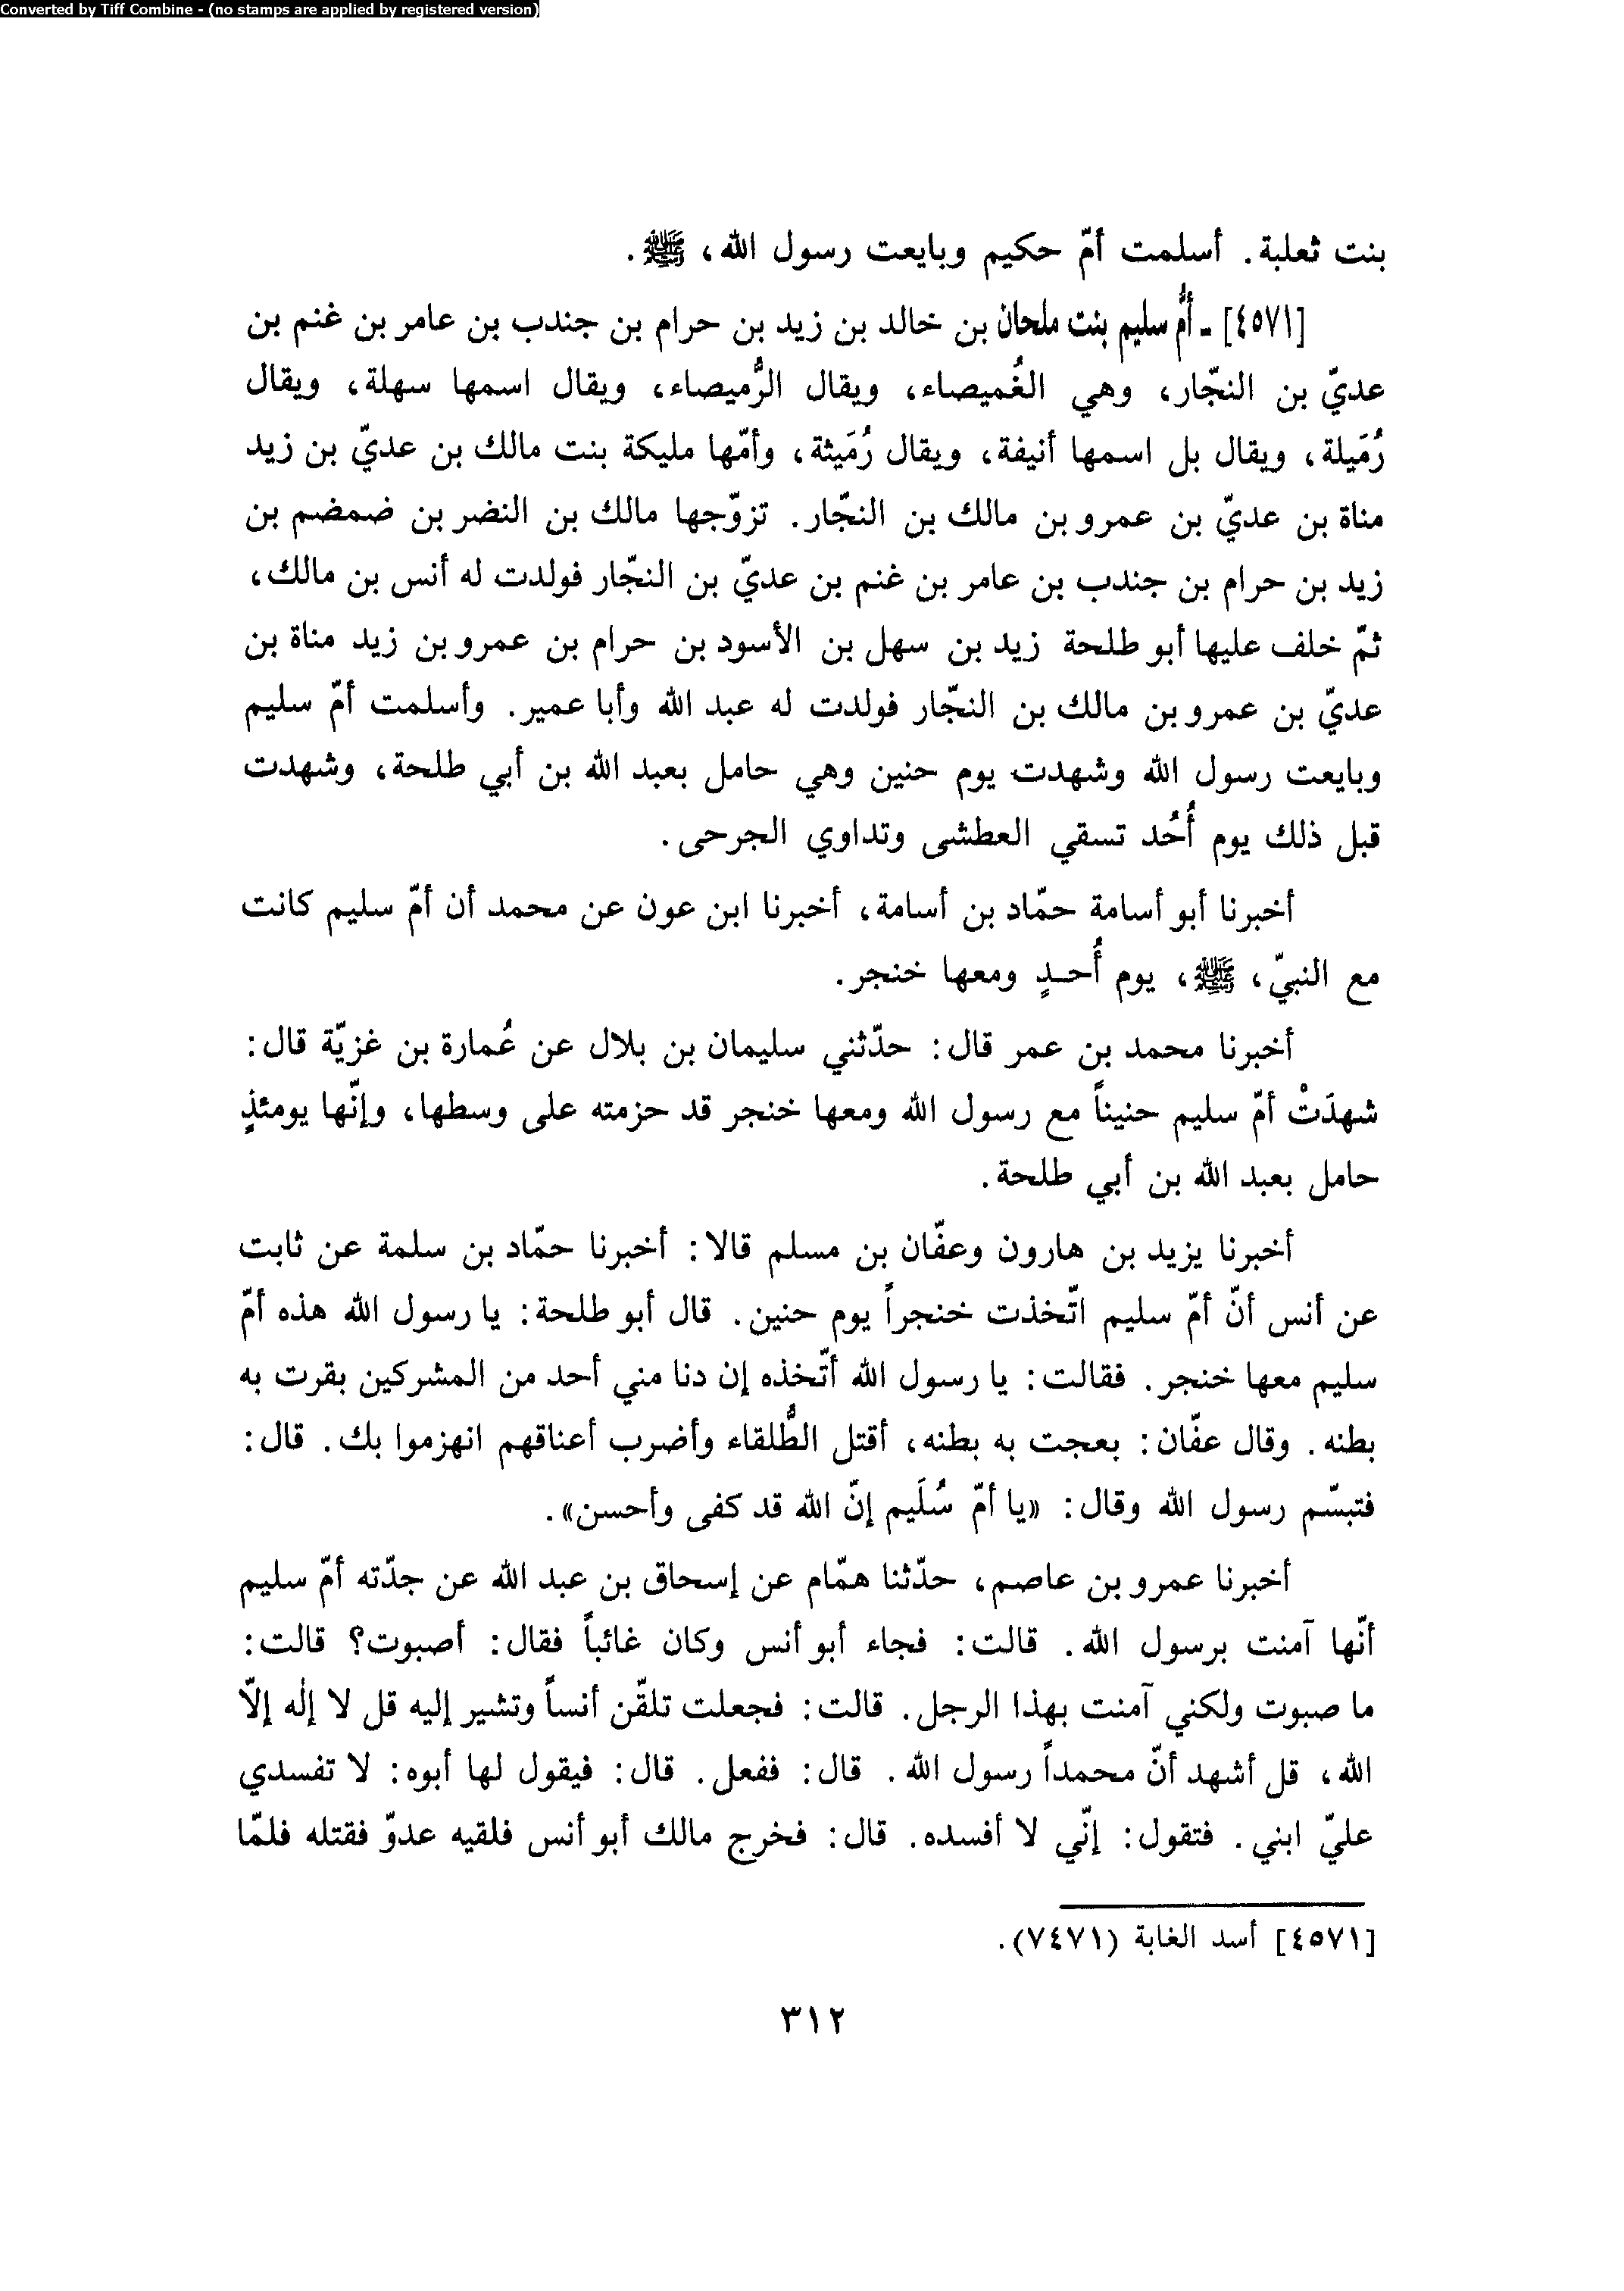 Converted by Tiff Combine - (no stamps are applied by registered version)
بنت ثعلبة. أسلمت أمّ حكيم وبايعت رسول الله، ﷺ.
[٤٥٧١] - أمُّ سليم بنت ملحان بن خالد بن زيد بن حرام بن جندب بن عامر بن غنم بن
عديّ بن النجّار، وهي الغُميصاء، ويقال الرُّميصاء، ويقال اسمها سهلة، ويقال
رُمَيلة، ويقال بل اسمها أنيفة، ويقال رُمَيثة، وأمّها مليكة بنت مالك بن عديّ بن زيد
مناة بن عديّ بن عمرو بن مالك بن النجّار. تزوّجها مالك بن النضر بن ضمضم بن
زيد بن حرام بن جندب بن عامر بن غنم بن عديّ بن النجّار فولدت له أنس بن مالك،
ثمّ خلف عليها أبو طلحة زيد بن سهل بن الأسود بن حرام بن عمرو بن زيد مناة بن
عديّ بن عمرو بن مالك بن النجّار فولدت له عبد الله وأبا عمير. وأسلمت أمّ سليم
وبايعت رسول الله وشهدت يوم حنين وهي حامل بعبد الله بن أبي طلحة، وشهدت
قبل ذلك يوم أُحُد تسقي العطشى وتداوي الجرحى.
أخبرنا أبو أسامة حمّاد بن أسامة، أخبرنا ابن عون عن محمد أن أمّ سليم كانت
مع النبيّ، ﷺ، يوم أُحـدٍ ومعها خنجر.
أخبرنا محمد بن عمر قال: حدّثني سليمان بن بلال عن عُمارة بن غزيّة قال:
شهدَتْ أمّ سليم حنيناً مع رسول الله ومعها خنجر قد حزمته على وسطها، وإنّها يومئذٍ
حامل بعبد الله بن أبي طلحة.
أخبرنا يزيد بن هارون وعفّان بن مسلم قالا: أخبرنا حمّاد بن سلمة عن ثابت
عن أنس أنّ أمّ سليم اتّخذت خنجراً يوم حنين. قال أبو طلحة: يا رسول الله هذه أمّ
سليم معها خنجر. فقالت: يا رسول الله أتّخذه إن دنا مني أحد من المشركين بقرت به
بطنه. وقال عفّان: بعجت به بطنه، أقتل الطُّلقاء وأضرب أعناقهم انهزموا بك. قال:
فتبسّم رسول الله وقال: «يا أمّ سُلَيم إنّ الله قد كفى وأحسن».
أخبرنا عمرو بن عاصم، حدّثنا همّام عن إسحاق بن عبد الله عن جدّته أمّ سليم
أنّها آمنت برسول الله. قالت: فجاء أبو أنس وكان غائباً فقال: أصبوت؟ قالت:
ما صبوت ولكني آمنت بهذا الرجل. قالت: فجعلت تلقّن أنساً وتشير إليه قل لا إلٰه إلّا
الله، قل أشهد أنّ محمداً رسول الله. قال: ففعل. قال: فيقول لها أبوه: لا تفسدي
عليّ ابني. فتقول: إنّي لا أفسده. قال: فخرج مالك أبو أنس فلقيه عدوّ فقتله فلمّا
[٤٥٧١] أسد الغابة (٧٤٧١).
٣١٢